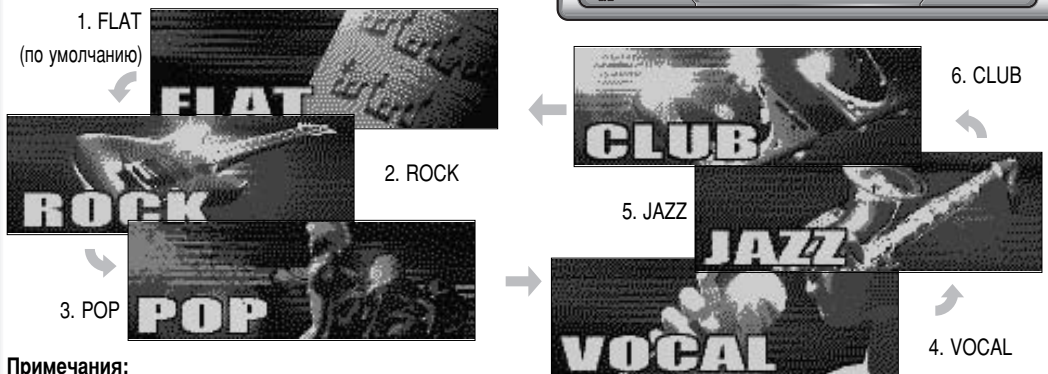 1. FLAT
(по умолчанию)
FLAT
ROCK
2. ROCK
3. POP
POP
VOCAL
4. VOCAL
5. JAZZ
JAZZ
6. CLUB
CLUB
Примечания: